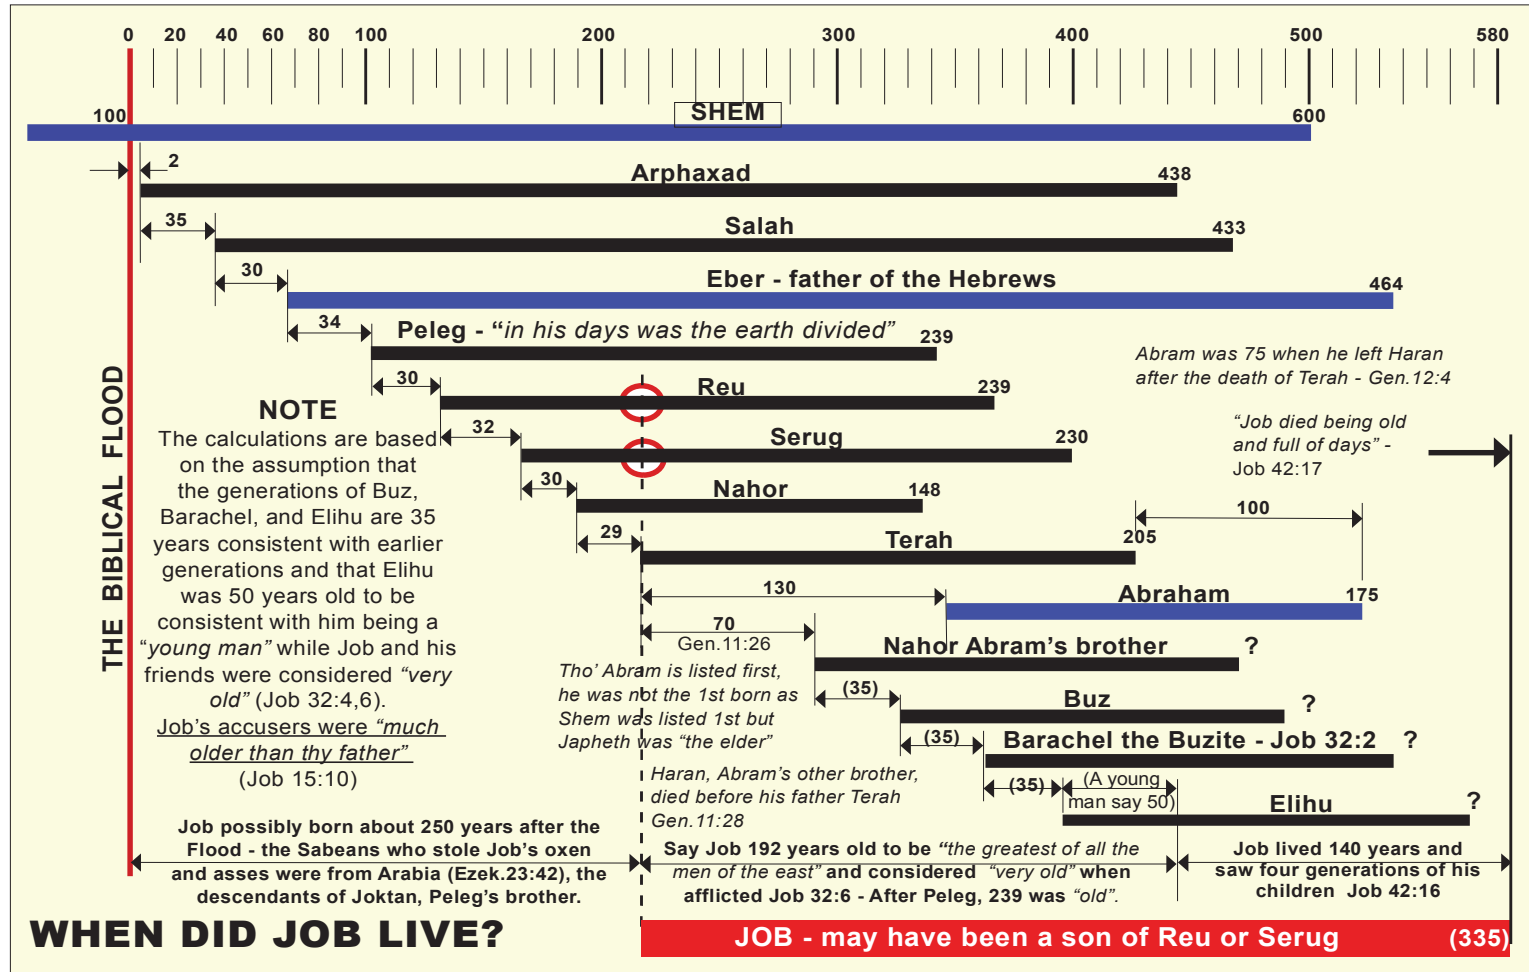 0 20 40 60 80 100 200 300 400 500 580
SHEM
100
600
2
Arphaxad
438
35
Salah
433
30
Eber - father of the Hebrews
464
34
Peleg - “in his days was the earth divided”
239
30
Reu
239
32
Serug
230
30
Nahor
148
29
Terah
205
100
130
Abraham
175
70
Gen.11:26
Nahor Abram’s brother
?
(35)
Buz
?
(35)
Barachel the Buzite - Job 32:2
?
(35)
(A young
man say 50)
Elihu
?
THE BIBLICAL FLOOD
NOTE
The calculations are based
on the assumption that
the generations of Buz,
Barachel, and Elihu are 35
years consistent with earlier
generations and that Elihu
was 50 years old to be
consistent with him being a
“young man” while Job and his
friends were considered “very
old” (Job 32:4,6).
Job’s accusers were “much
older than thy father”
(Job 15:10)
Abram was 75 when he left Haran
after the death of Terah - Gen.12:4
“Job died being old
and full of days” -
Job 42:17
Tho’ Abram is listed first,
he was not the 1st born as
Shem was listed 1st but
Japheth was “the elder”
Haran, Abram’s other brother,
died before his father Terah
Gen.11:28
Job possibly born about 250 years after the
Flood - the Sabeans who stole Job’s oxen
and asses were from Arabia (Ezek.23:42), the
descendants of Joktan, Peleg’s brother.
Say Job 192 years old to be “the greatest of all the
men of the east” and considered “very old” when
afflicted Job 32:6 - After Peleg, 239 was “old”.
Job lived 140 years and
saw four generations of his
children Job 42:16
WHEN DID JOB LIVE?
JOB - may have been a son of Reu or Serug (335)